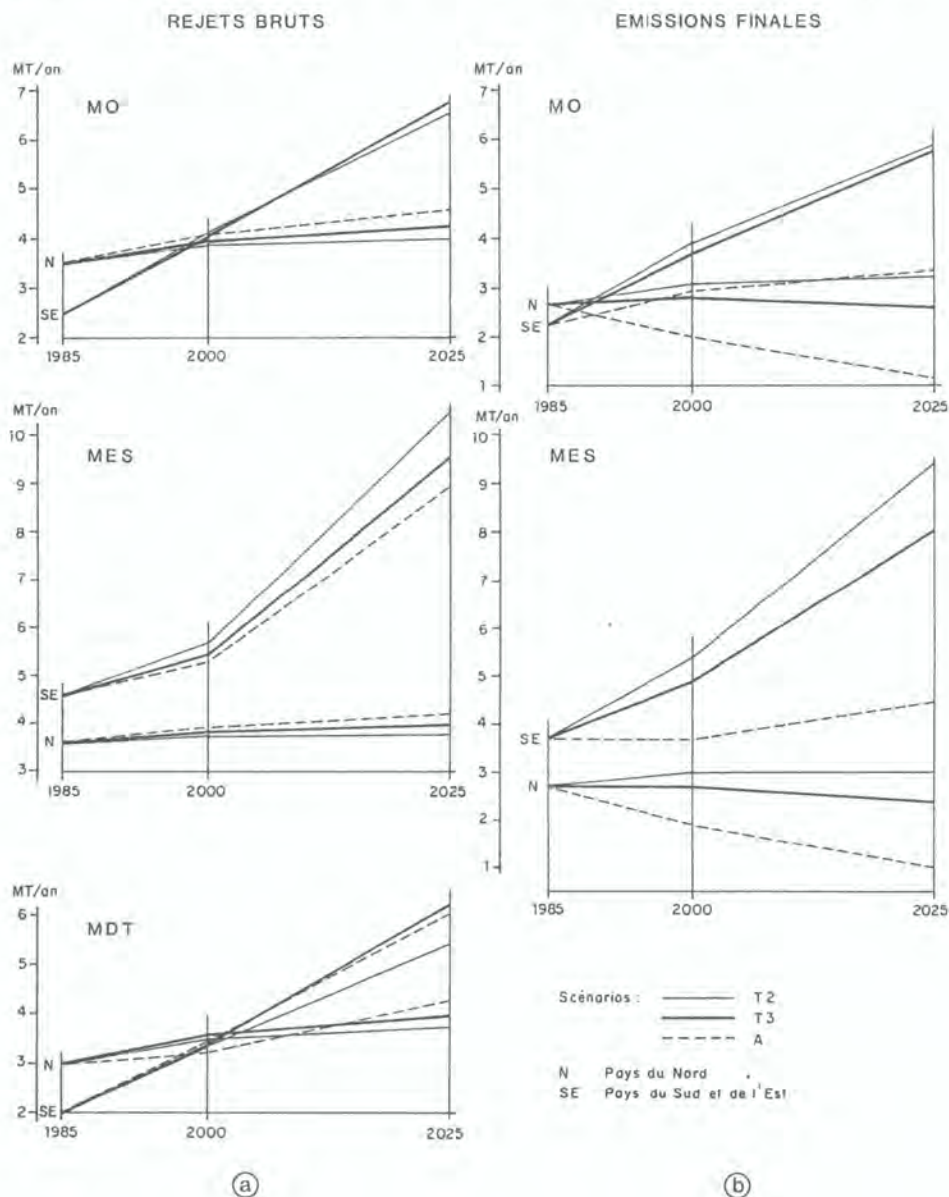 REJETS BRUTS
EMISSIONS FINALES
MT/an
MO
7
6
5
4
3
2
N
SE
1985
2000
2025
MT/an
MO
7
6
5
4
3
2
1
N
SE
1985
2000
2025
MT/an
MES
10
9
8
7
6
5
4
3
SE
N
1985
2000
2025
MT/an
MES
10
9
8
7
6
5
4
3
2
1
SE
N
1985
2000
2025
MT/an
MDT
6
5
4
3
2
N
SE
1985
2000
2025
Scénarios :
T2
T3
A
N Pays du Nord
SE Pays du Sud et de l'Est
a
b